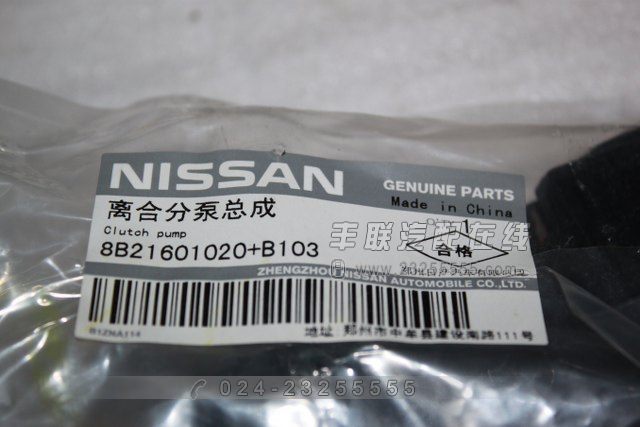 NISSAN
GENUINE PARTS
Made in China
离合分泵总成
Clutch pump
8B21601020+B103
1
合格
丰联汽配在线
ZHENGZHOU NISSAN AUTOMOBILE CO.,LTD.
地址 郑州市中牟县建设南路111号
024-23255555